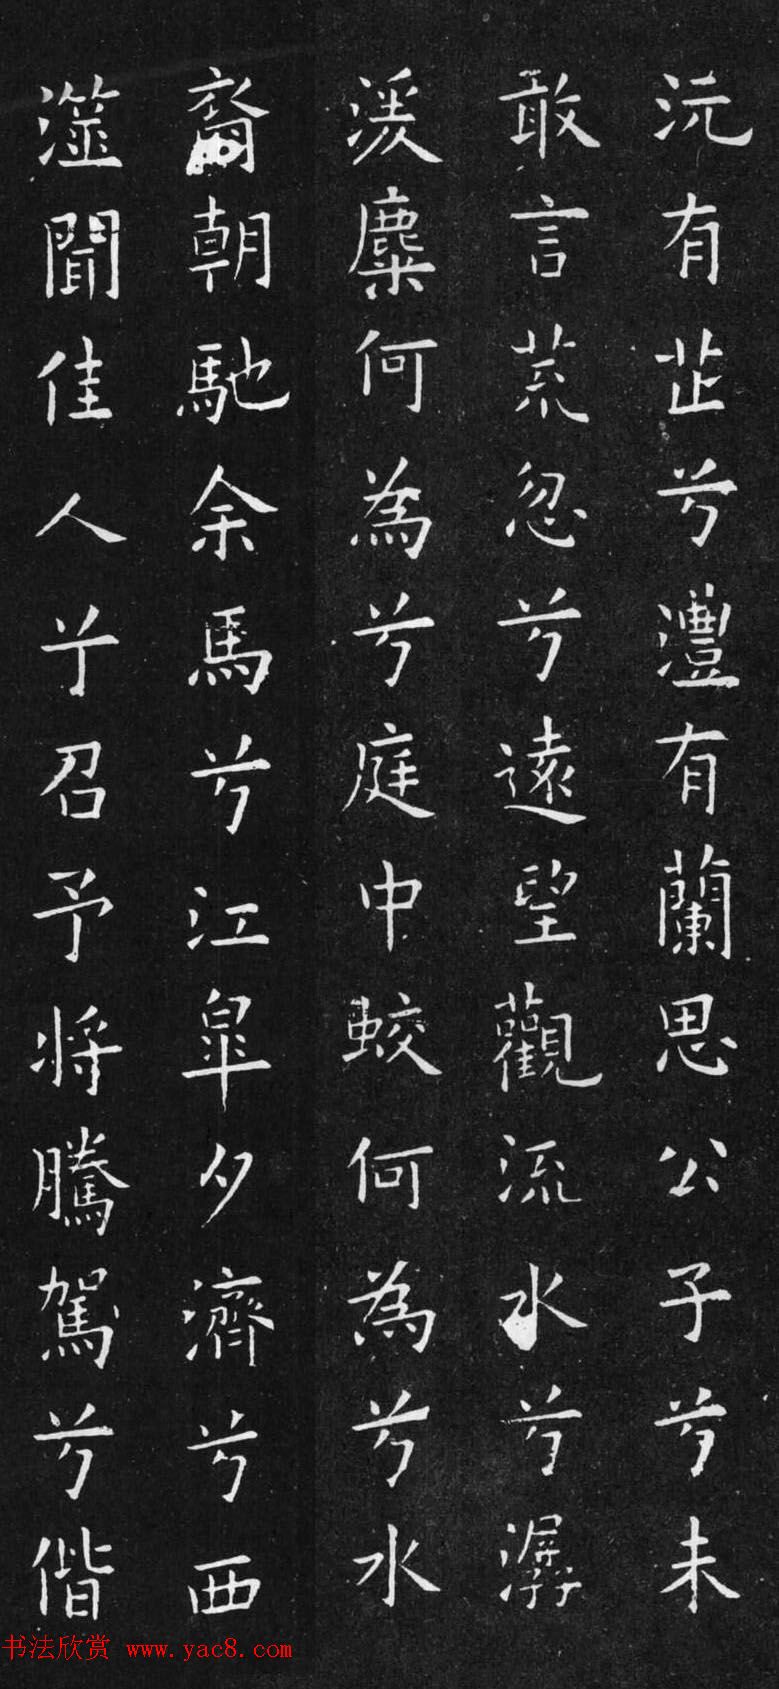 沅有芷兮澧有蘭思公子兮未
敢言荒忽兮遠望觀流水兮潺
湲麋何為兮庭中蛟何為兮水
裔朝馳余馬兮江皋夕濟兮西
澨聞佳人兮召予將騰駕兮偕
书法欣赏 www.yac8.com